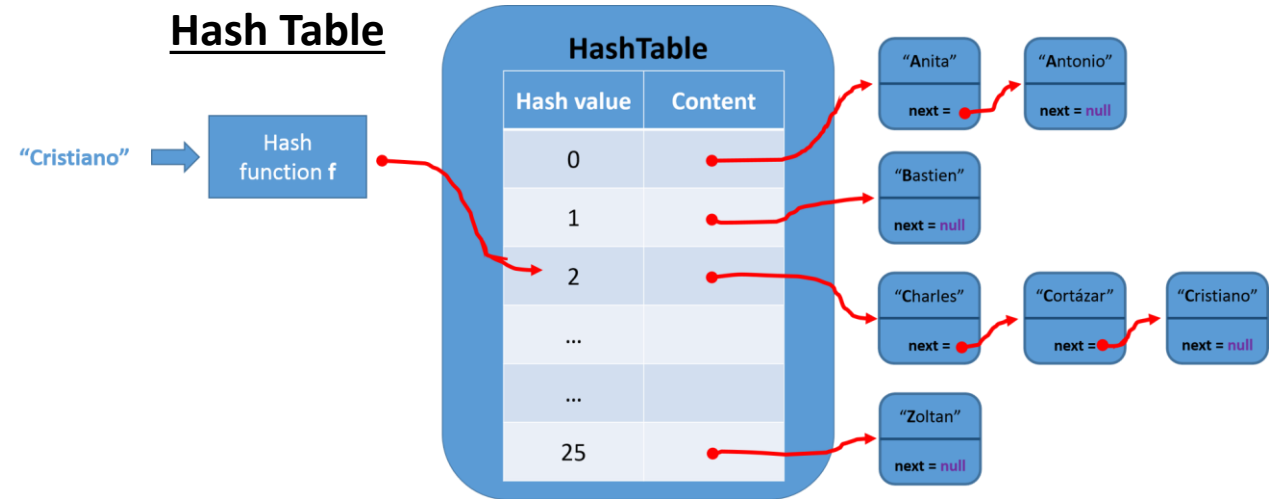 Hash Table
"Cristiano"
Hash
function f
HashTable
Hash value Content
0
1
2
...
...
25
"Anita"
next =
"Antonio"
next = null
"Bastien"
next = null
"Charles"
next =
"Cortázar"
next =
"Cristiano"
next = null
"Zoltan"
next = null